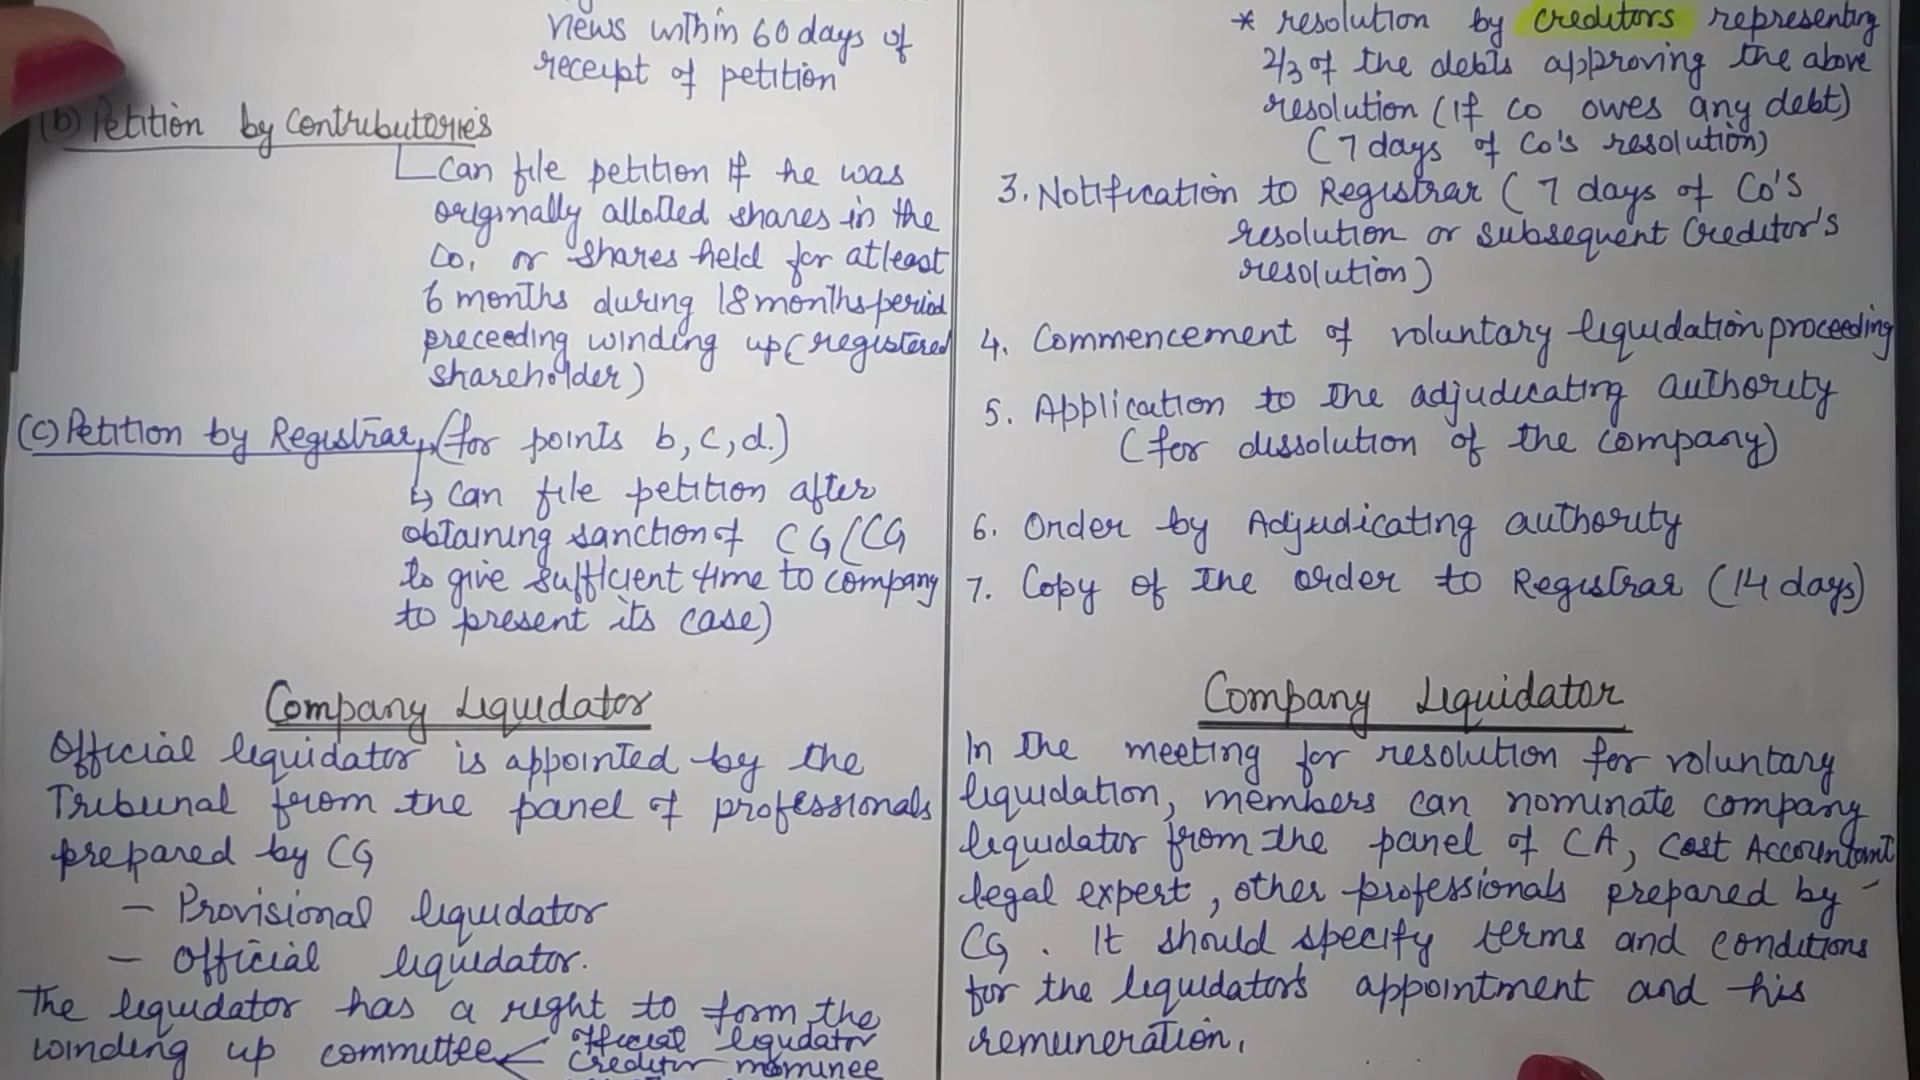 views within 60 days of
receipt of petition
(b) Petition by Contributories
Can file petition if he was
originally allotted shares in the
Co, or shares held for atleast
6 months during 18 months period
preceeding winding up (registered
shareholder)
(c) Petition by Registrar (for points b, c, d.)
↳ Can file petition after
obtaining sanction of CG (CG
to give sufficient time to company
to present its case)
Company Liquidator
Official liquidator is appointed by the
Tribunal from the panel of professionals
prepared by CG
— Provisional liquidator
— Official liquidator.
The liquidator has a right to form the
winding up committee
Official liqudator
Creditor nominee
* resolution by creditors representing
2/3 of the debts approving the above
resolution (If co owes any debt)
(7 days of Co's resolution)
3. Notification to Registrar (7 days of Co's
resolution or subsequent Creditor's
resolution)
4. Commencement of voluntary liquidation proceeding
5. Application to the adjudicating authority
(for dissolution of the company)
6. Order by Adjudicating authority
7. Copy of the order to Registrar (14 days)
Company Liquidator
In the meeting for resolution for voluntary
liquidation, members can nominate company
liquidator from the panel of CA, Cost Accountant
legal expert, other professionals prepared by
CG. It should specify terms and conditions
for the liquidator's appointment and his
remuneration.